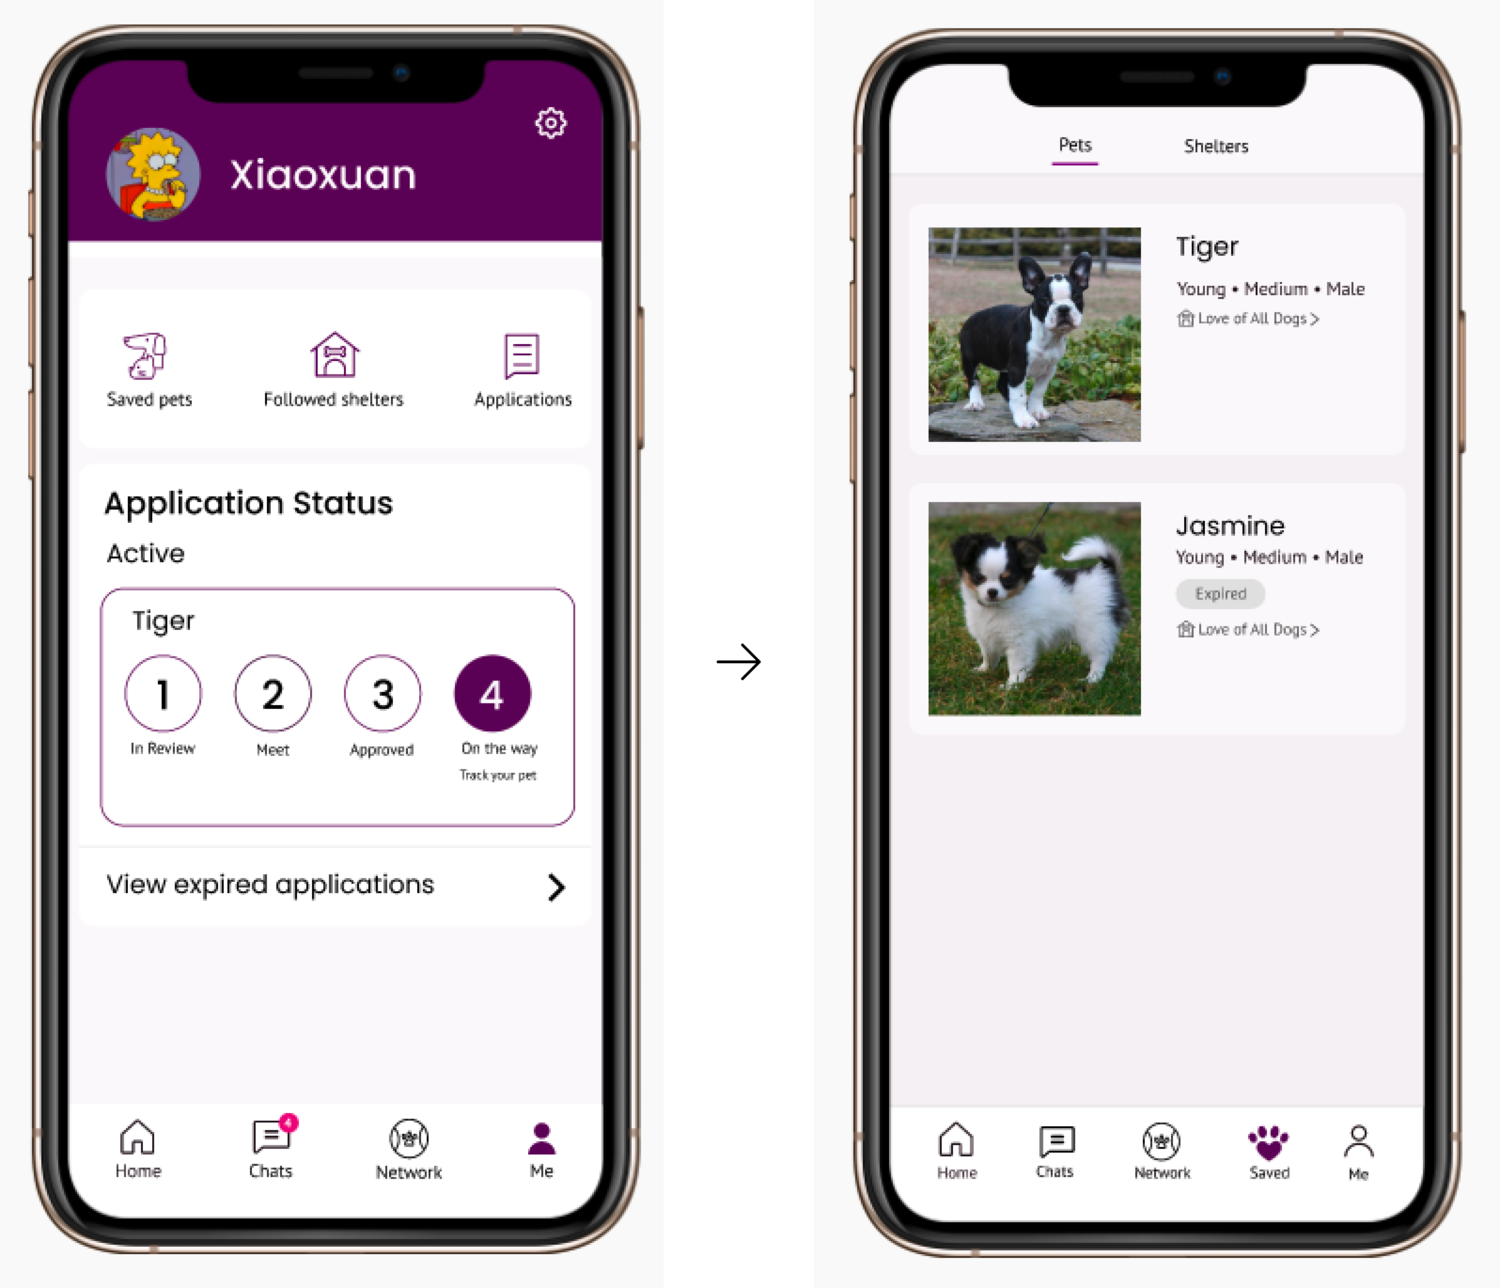 Xiaoxuan
Saved pets
Followed shelters
Applications
Application Status
Active
Tiger
1
2
3
4
In Review
Meet
Approved
On the way
Track your pet
View expired applications
4
Home
Chats
Network
Me
Pets
Shelters
Tiger
Young • Medium • Male
Love of All Dogs >
Jasmine
Young • Medium • Male
Expired
Love of All Dogs >
Home
Chats
Network
Saved
Me